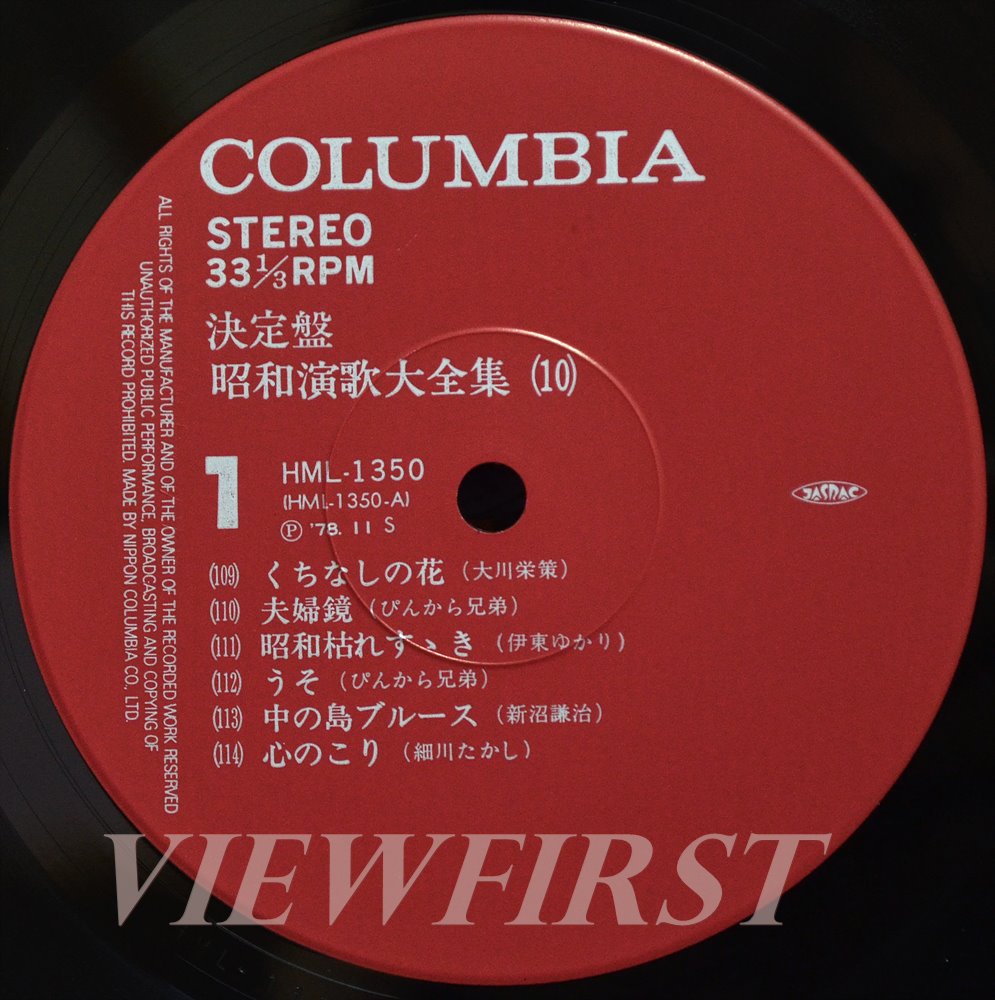 COLUMBIA
STEREO
33 1/3 RPM
決定盤
昭和演歌大全集 (10)
1
HML-1350
(HML-1350-A)
Ⓟ '78. 11 S
(109) くちなしの花 (大川栄策)
(110) 夫婦鏡 (ぴんから兄弟)
(111) 昭和枯れすゝき (伊東ゆかり)
(112) うそ (ぴんから兄弟)
(113) 中の島ブルース (新沼謙治)
(114) 心のこり (細川たかし)
ALL RIGHTS OF THE MANUFACTURER AND OF THE OWNER OF THE RECORDED WORK RESERVED
UNAUTHORIZED PUBLIC PERFORMANCE, BROADCASTING AND COPYING OF
THIS RECORD PROHIBITED. MADE BY NIPPON COLUMBIA CO., LTD.
JASRAC
VIEWFIRST